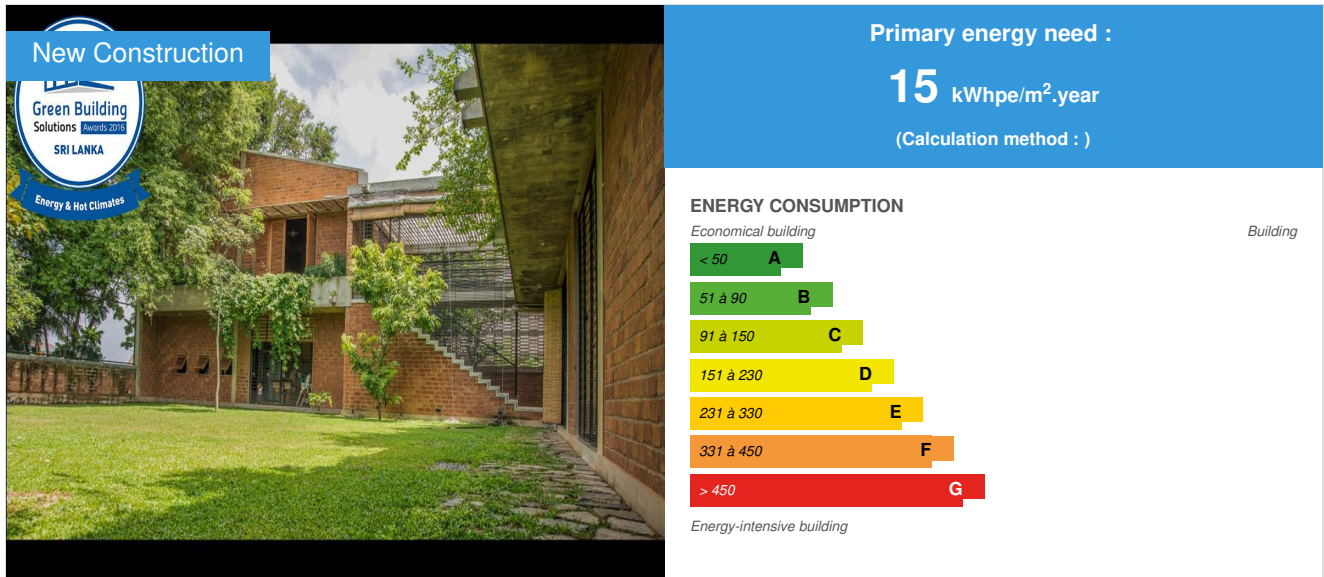 New Construction
Green Building
Solutions Awards 2016
SRI LANKA
Energy & Hot Climates
Primary energy need :
15 kWhpe/m².year
(Calculation method : )
ENERGY CONSUMPTION
Economical building
Building
< 50 A
51 à 90 B
91 à 150 C
151 à 230 D
231 à 330 E
331 à 450 F
> 450 G
Energy-intensive building